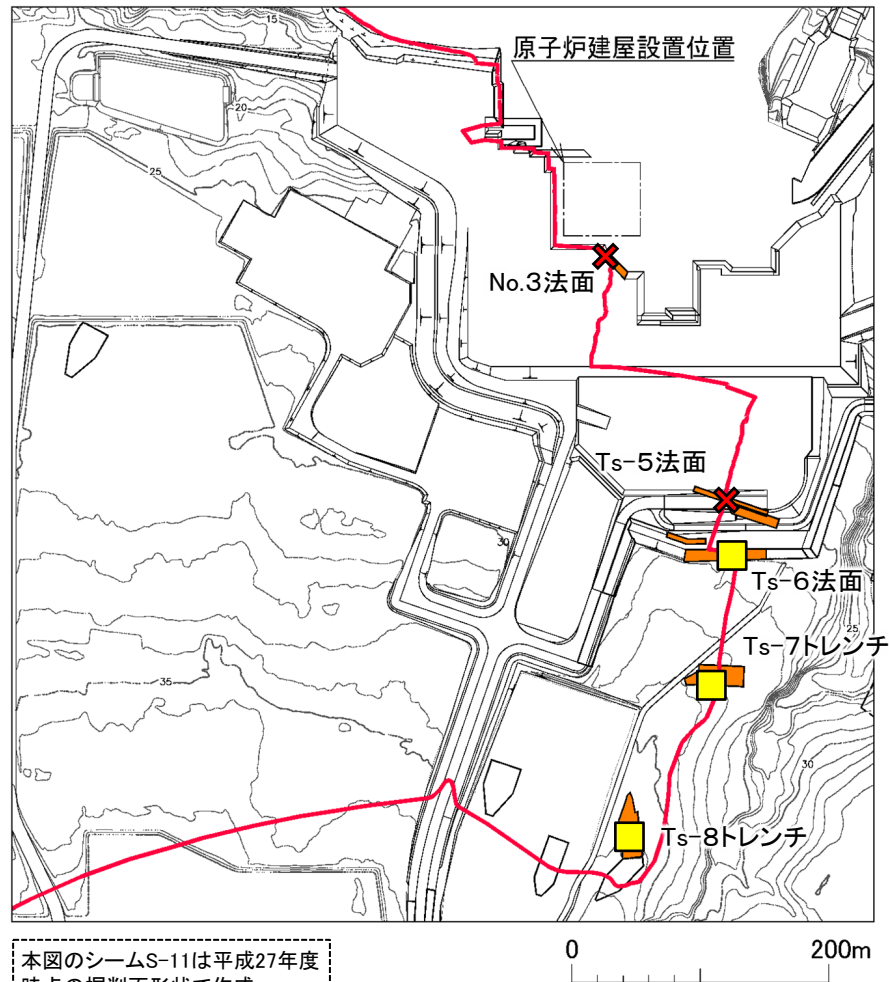 15
原子炉建屋設置位置
20
25
No.3法面
Ts-5法面
30
Ts-6法面
25
Ts-7トレンチ
35
30
Ts-8トレンチ
本図のシームS-11は平成27年度
0 200m